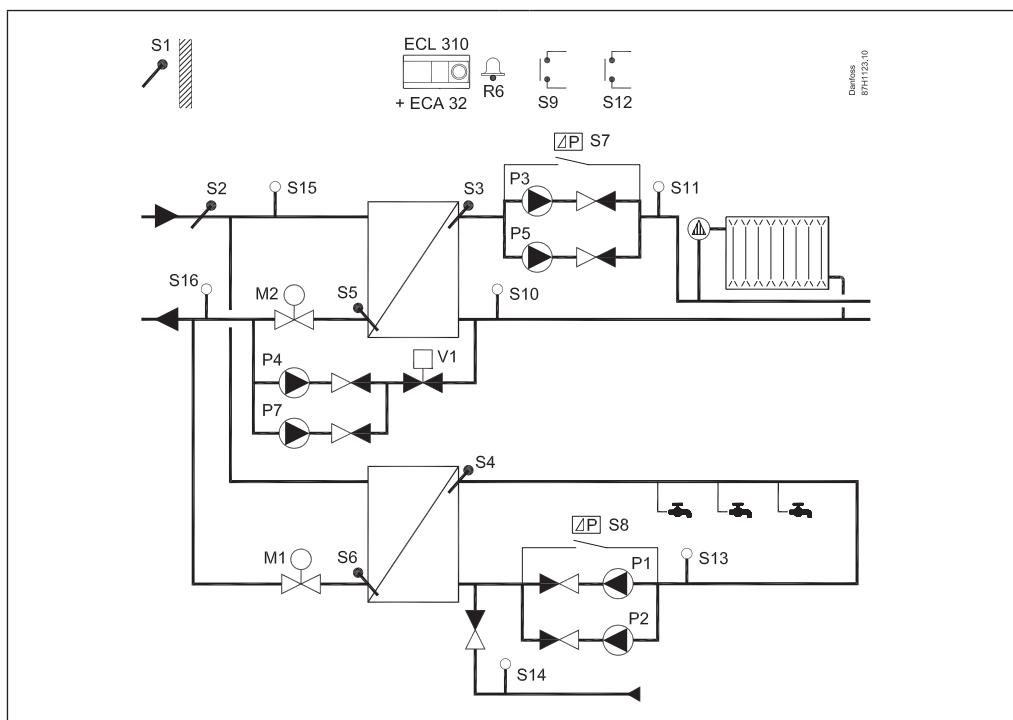 S1
ECL 310
+ ECA 32
R6
S9
S12
Danfoss
87H1123.10
P S7
S2
S15
S3
P3
S11
P5
S16
M2
S5
S10
P4
V1
P7
S4
P S8
M1
S6
P1
S13
P2
S14